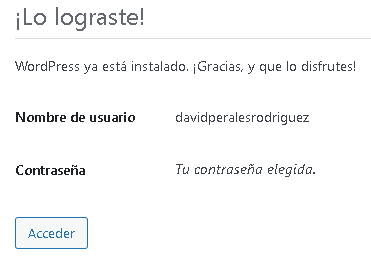 ¡Lo lograste!
WordPress ya está instalado. ¡Gracias, y que lo disfrutes!
Nombre de usuario davidperalesrodriguez
Contraseña Tu contraseña elegida.
Acceder